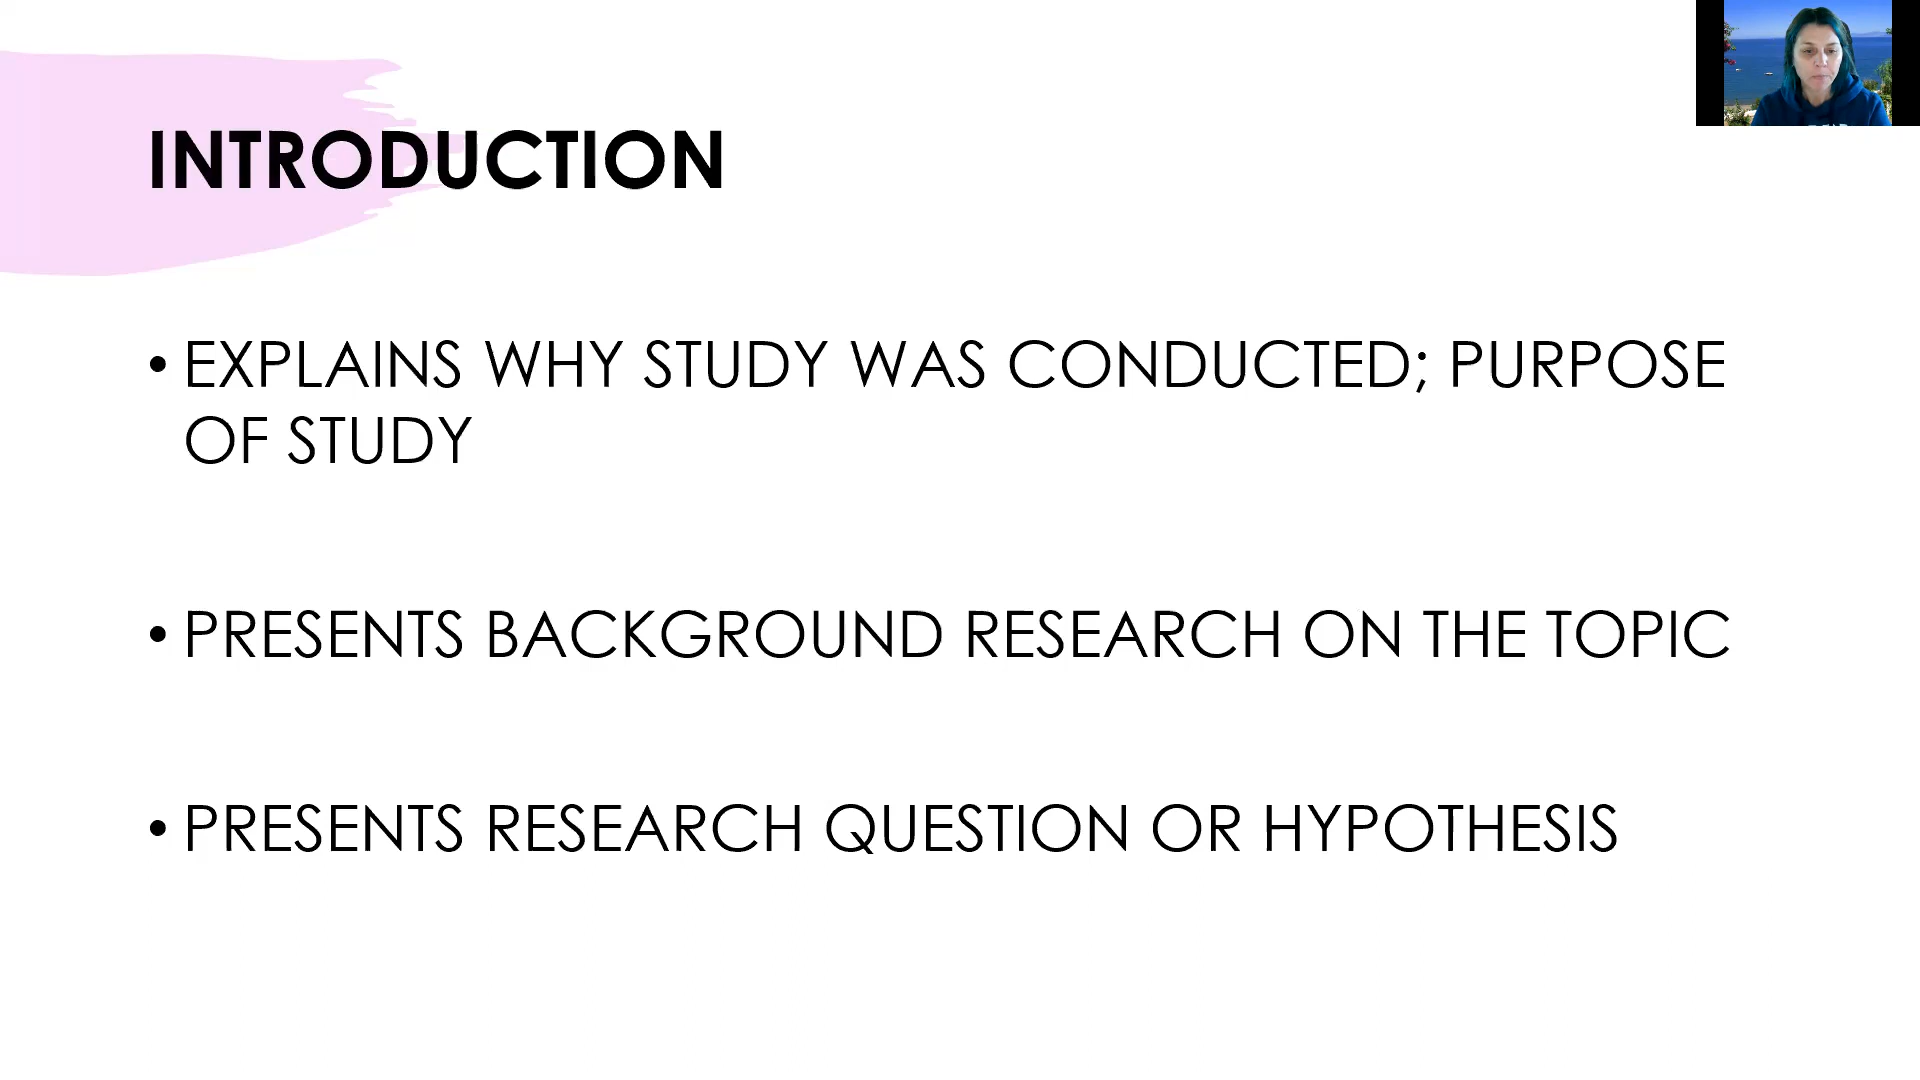 INTRODUCTION
• EXPLAINS WHY STUDY WAS CONDUCTED; PURPOSE
OF STUDY
• PRESENTS BACKGROUND RESEARCH ON THE TOPIC
• PRESENTS RESEARCH QUESTION OR HYPOTHESIS